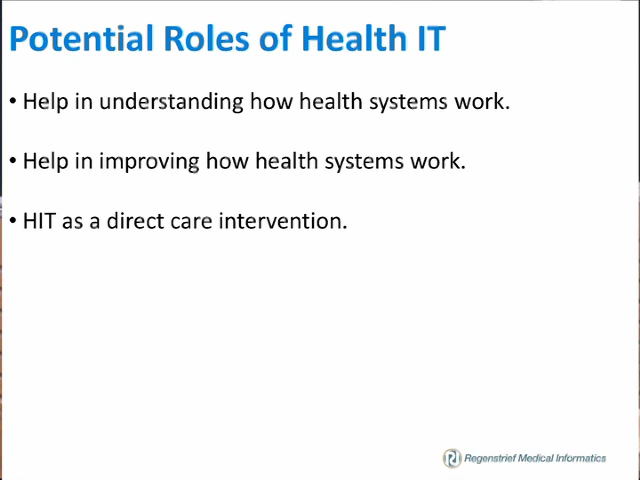 Potential Roles of Health IT
• Help in understanding how health systems work.
• Help in improving how health systems work.
• HIT as a direct care intervention.
Regenstrief Medical Informatics